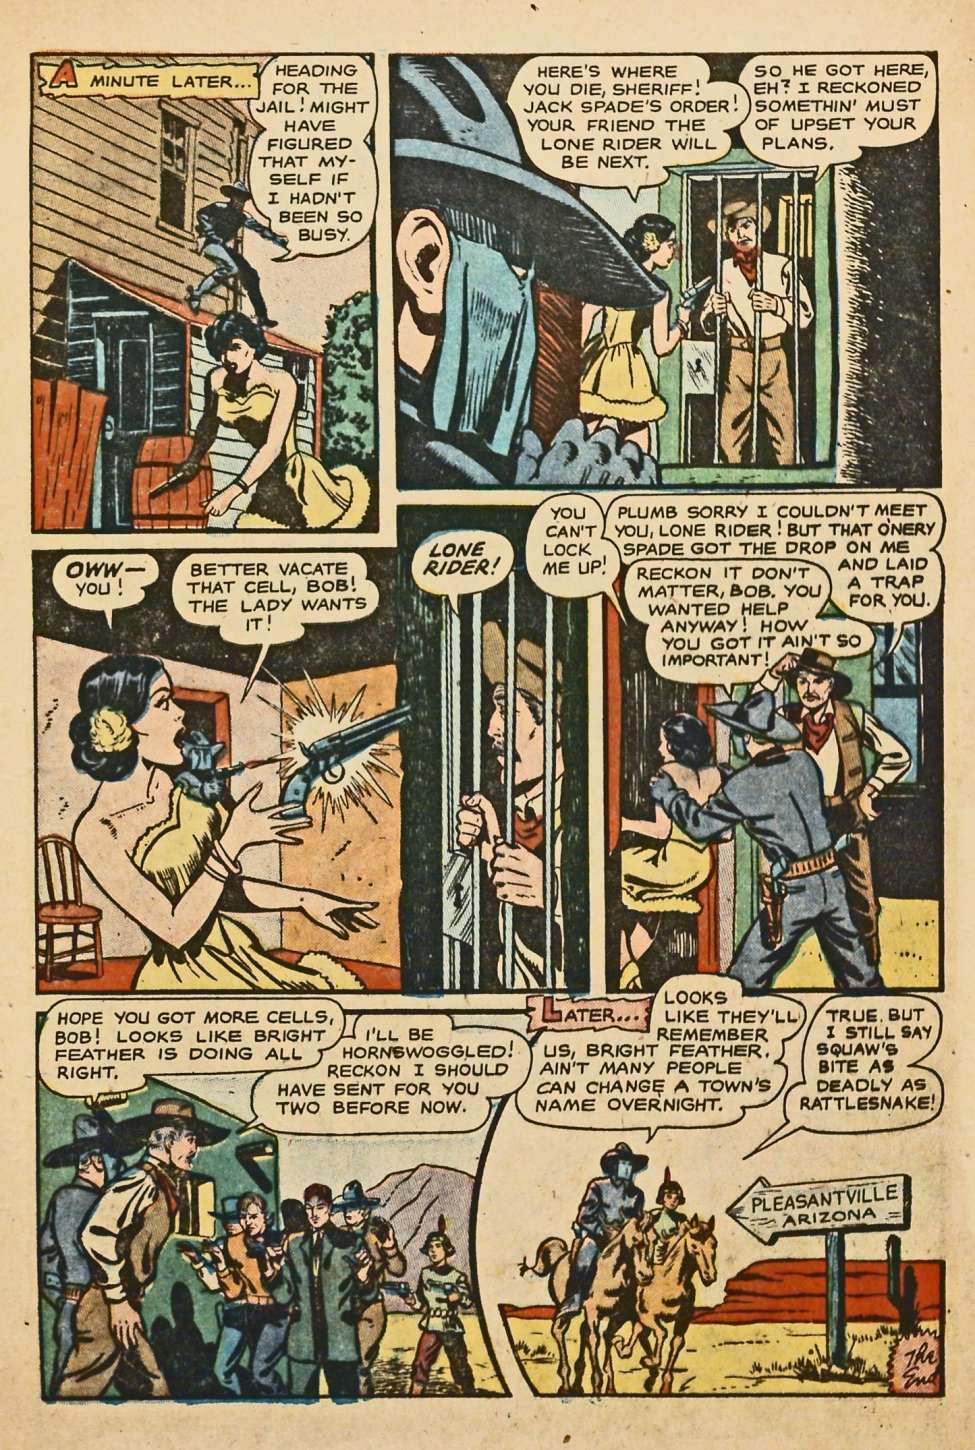 A MINUTE LATER...
HEADING
FOR THE
JAIL! MIGHT
HAVE
FIGURED
THAT MY-
SELF IF
I HADN'T
BEEN SO
BUSY.
HERE'S WHERE
YOU DIE, SHERIFF!
JACK SPADE'S ORDER!
YOUR FRIEND THE
LONE RIDER WILL
BE NEXT.
SO HE GOT HERE,
EH? I RECKONED
SOMETHIN' MUST
OF UPSET YOUR
PLANS.
OWW—
YOU!
BETTER VACATE
THAT CELL, BOB!
THE LADY WANTS
IT!
LONE
RIDER!
YOU
CAN'T
LOCK
ME UP!
PLUMB SORRY I COULDN'T MEET
YOU, LONE RIDER! BUT THAT O'NERY
SPADE GOT THE DROP ON ME
AND LAID
A TRAP
FOR YOU.
RECKON IT DON'T
MATTER, BOB. YOU
WANTED HELP
ANYWAY! HOW
YOU GOT IT AIN'T SO
IMPORTANT!
HOPE YOU GOT MORE CELLS,
BOB! LOOKS LIKE BRIGHT
FEATHER IS DOING ALL
RIGHT.
I'LL BE
HORNSWOGGLED!
RECKON I SHOULD
HAVE SENT FOR YOU
TWO BEFORE NOW.
LATER...
LOOKS
LIKE THEY'LL
REMEMBER
US, BRIGHT FEATHER.
AIN'T MANY PEOPLE
CAN CHANGE A TOWN'S
NAME OVERNIGHT.
TRUE. BUT
I STILL SAY
SQUAW'S
BITE AS
DEADLY AS
RATTLESNAKE!
PLEASANTVILLE
ARIZONA
The
End